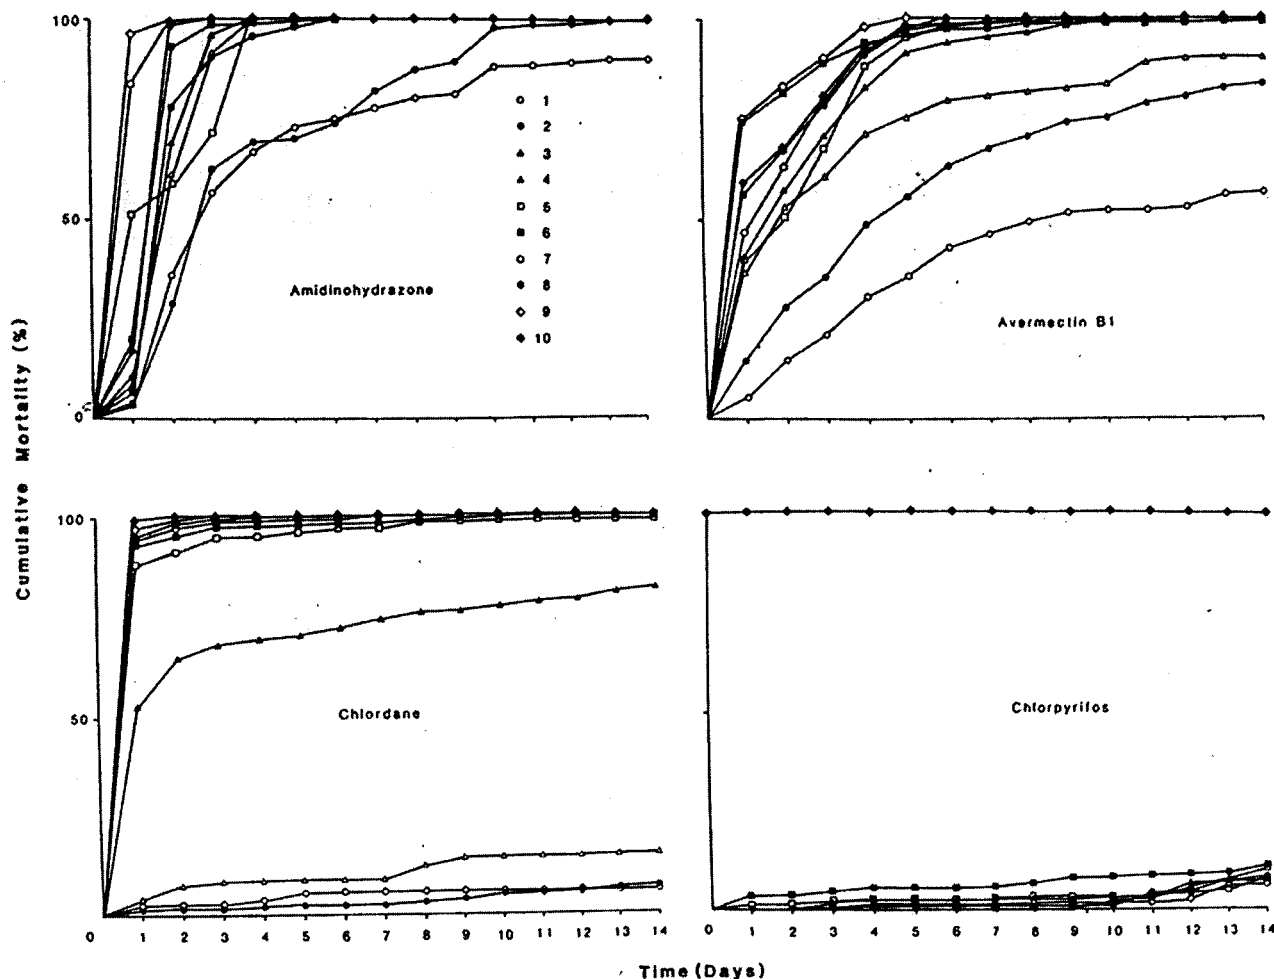 100
50
0
Cumulative Mortality (%)
1
2
3
4
5
6
7
8
9
10
Amidinohydrazone
Avermectin B1
100
50
Chlordane
Chlorpyrifos
0 1 2 3 4 5 6 7 8 9 10 11 12 13 14
0 1 2 3 4 5 6 7 8 9 10 11 12 13 14
Time (Days)